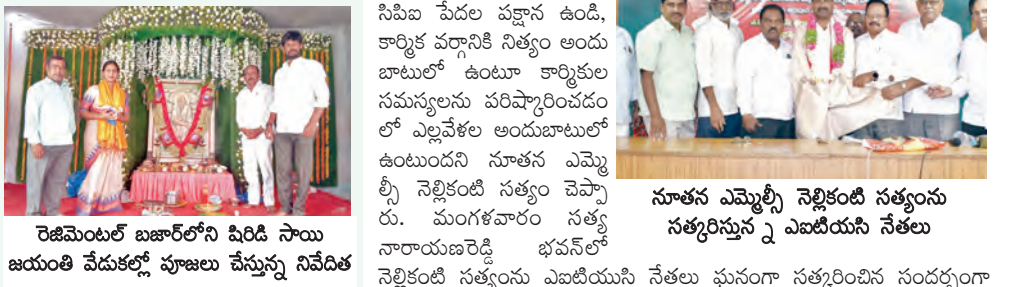 రెజిమెంటల్ బజార్‌లోని షిరిడి సాయి
జయంతి వేడుకల్లో పూజలు చేస్తున్న నివేదిత
సిపిఐ పేదల పక్షాన ఉండి,
కార్మిక వర్గానికి నిత్యం అందు
బాటులో ఉంటూ కార్మికుల
సమస్యలను పరిష్కారించడం
లో ఎల్లవేళల అందుబాటులో
ఉంటుందని నూతన ఎమ్మె
ల్సీ నెల్లికంటి సత్యం చెప్పా
రు. మంగళవారం సత్య
నారాయణరెడ్డి భవన్‌లో
నెల్లికంటి సత్యంను ఎఐటియుసి నేతలు ఘనంగా సత్కరించిన సందర్భంగా
నూతన ఎమ్మెల్సీ నెల్లికంటి సత్యంను
సత్కరిస్తున ్న ఎఐటియసి నేతలు